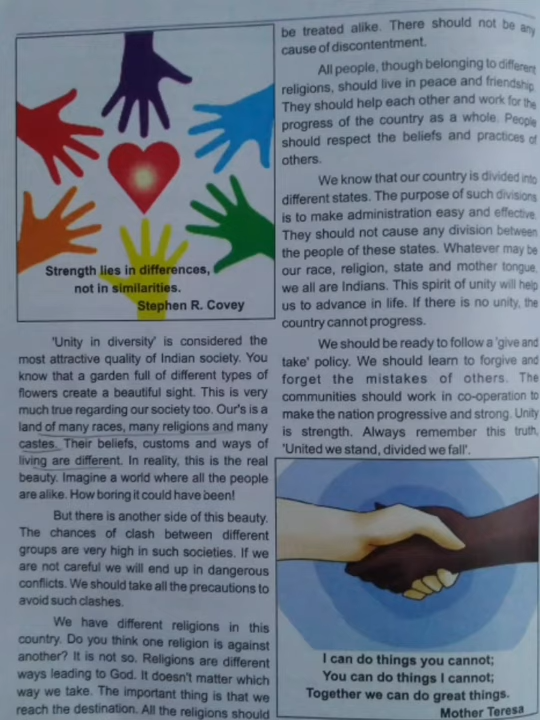 Strength lies in differences,
not in similarities.
Stephen R. Covey
'Unity in diversity' is considered the
most attractive quality of Indian society. You
know that a garden full of different types of
flowers create a beautiful sight. This is very
much true regarding our society too. Our's is a
land of many races, many religions and many
castes. Their beliefs, customs and ways of
living are different. In reality, this is the real
beauty. Imagine a world where all the people
are alike. How boring it could have been!
But there is another side of this beauty.
The chances of clash between different
groups are very high in such societies. If we
are not careful we will end up in dangerous
conflicts. We should take all the precautions to
avoid such clashes.
We have different religions in this
country. Do you think one religion is against
another? It is not so. Religions are different
ways leading to God. It doesn't matter which
way we take. The important thing is that we
reach the destination. All the religions should
be treated alike. There should not be any
cause of discontentment.
All people, though belonging to different
religions, should live in peace and friendship.
They should help each other and work for the
progress of the country as a whole. People
should respect the beliefs and practices of
others.
We know that our country is divided into
different states. The purpose of such divisions
is to make administration easy and effective.
They should not cause any division between
the people of these states. Whatever may be
our race, religion, state and mother tongue,
we all are Indians. This spirit of unity will help
us to advance in life. If there is no unity, the
country cannot progress.
We should be ready to follow a 'give and
take' policy. We should learn to forgive and
forget the mistakes of others. The
communities should work in co-operation to
make the nation progressive and strong. Unity
is strength. Always remember this truth,
'United we stand, divided we fall'.
I can do things you cannot;
You can do things I cannot;
Together we can do great things.
Mother Teresa